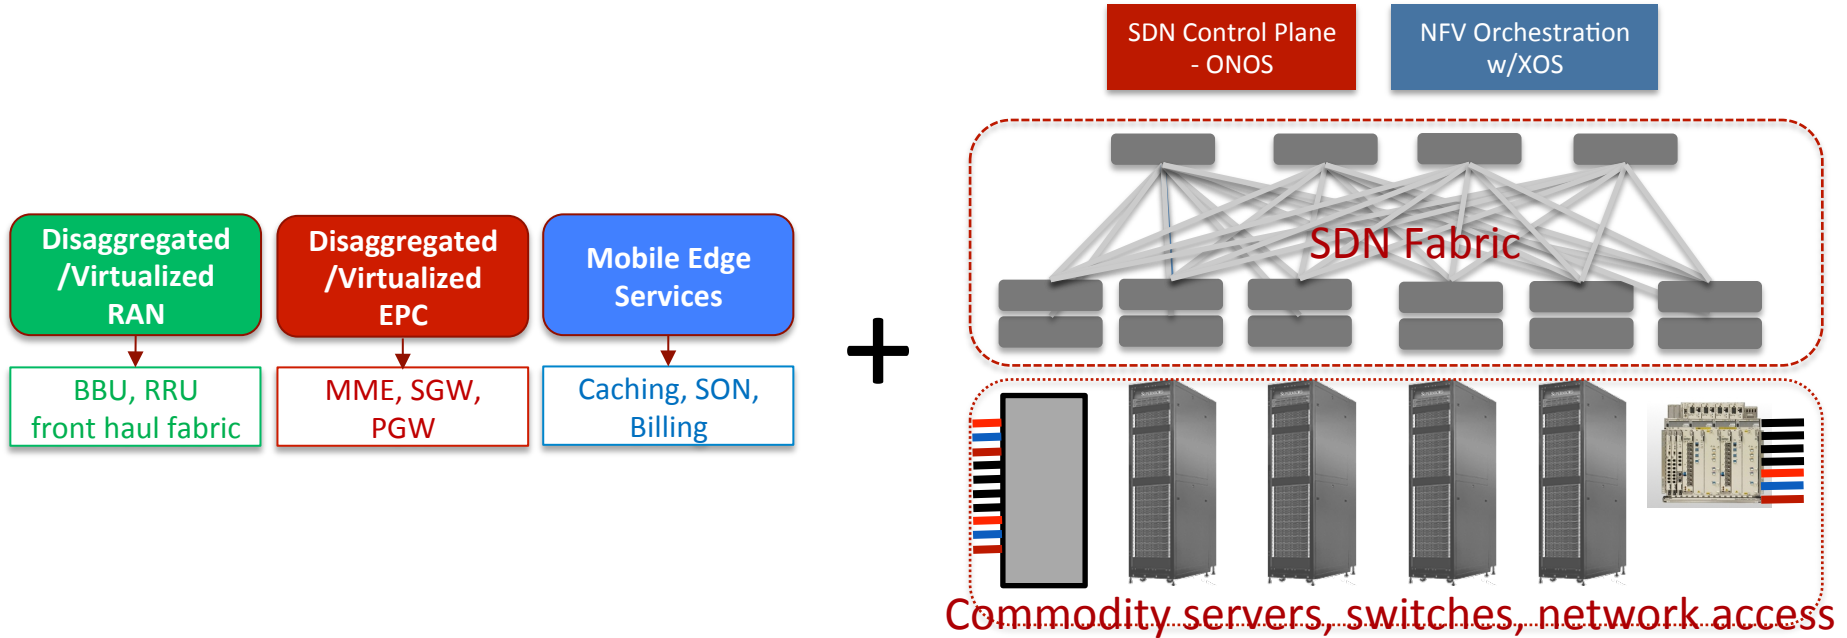 SDN Control Plane
- ONOS
NFV Orchestration
w/XOS
Disaggregated
/Virtualized
RAN
Disaggregated
/Virtualized
EPC
Mobile Edge
Services
BBU, RRU
front haul fabric
MME, SGW,
PGW
Caching, SON,
Billing
+
SDN Fabric
Commodity servers, switches, network access